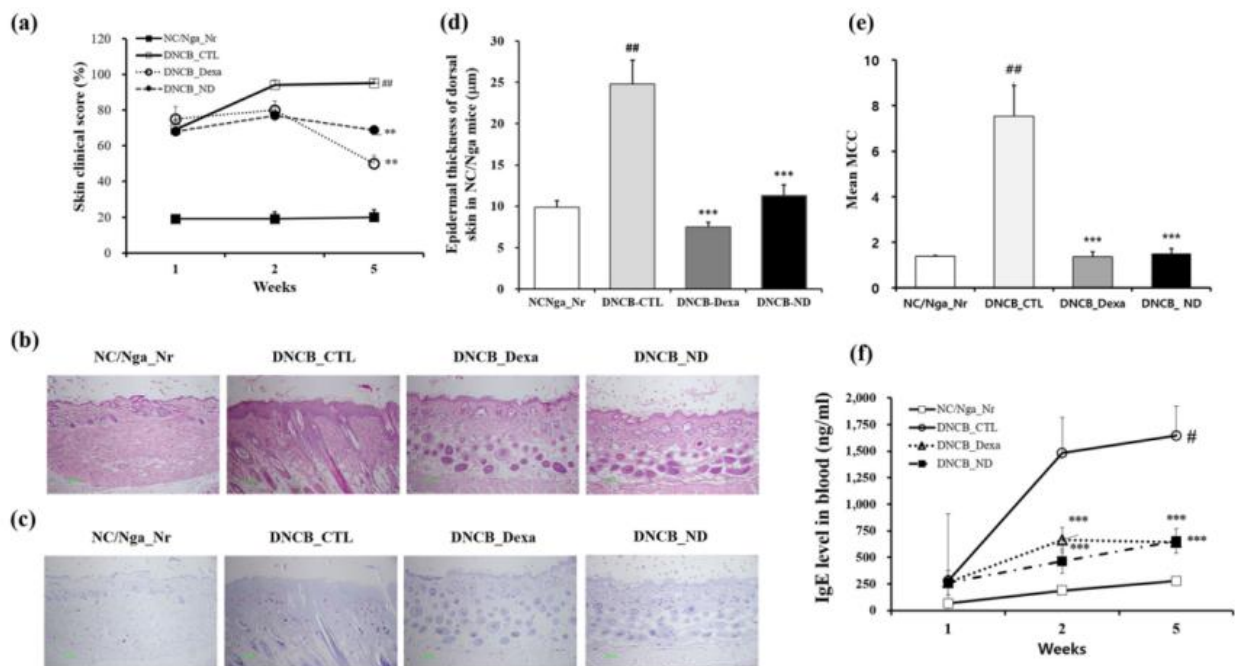 (a)
NC/Nga_Nr
DNCB_CTL
DNCB_Dexa
DNCB_ND
Skin clinical score (%)
120
100
80
60
40
20
0
##
**
**
1 2 5
Weeks
(d)
Epidermal thickness of dorsal
skin in NC/Nga mice (μm)
30
25
20
15
10
5
0
##
***
***
NCNga_Nr DNCB-CTL DNCB-Dexa DNCB-ND
(e)
Mean MCC
10
8
6
4
2
0
##
***
***
NC/Nga_Nr DNCB_CTL DNCB_Dexa DNCB_ ND
(b)
NC/Nga_Nr DNCB_CTL DNCB_Dexa DNCB_ND
(c)
NC/Nga_Nr DNCB_CTL DNCB_Dexa DNCB_ND
(f)
IgE level in blood (ng/ml)
2,000
1,750
1,500
1,250
1,000
750
500
250
0
NC/Nga_Nr
DNCB_CTL
DNCB_Dexa
DNCB_ND
#
***
***
***
***
1 2 5
Weeks